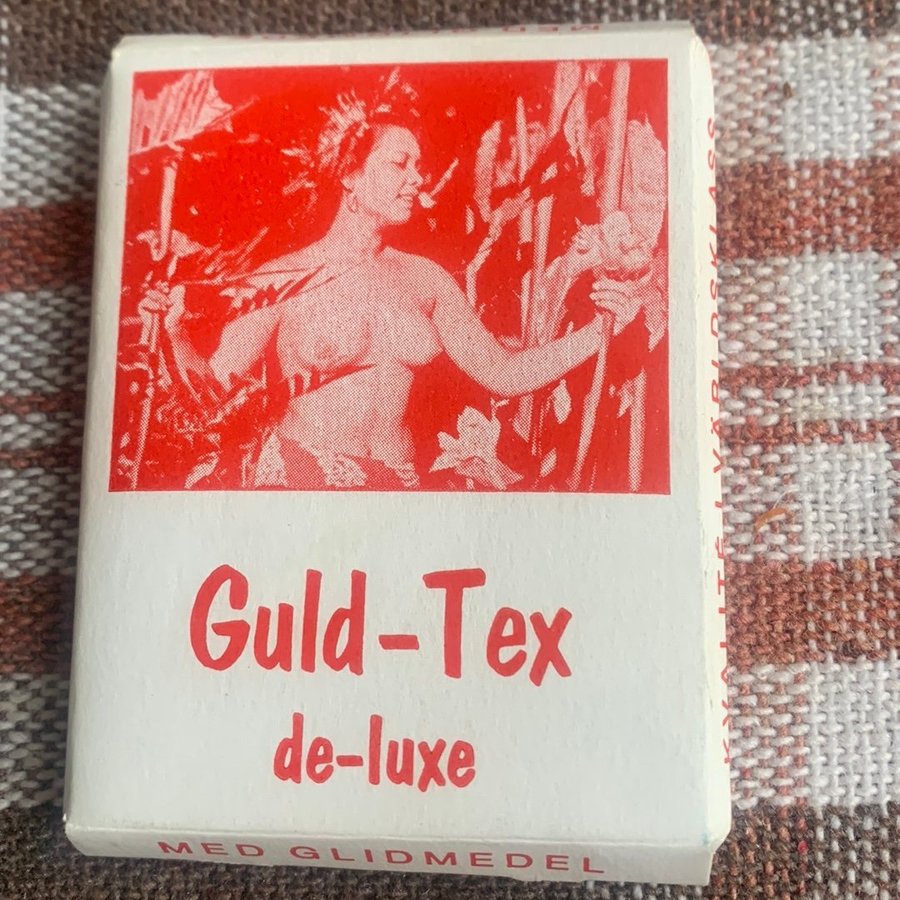 Guld-Tex
de-luxe
MED GLIDMEDEL
KVALITÉ I VÄRLDSKLASS